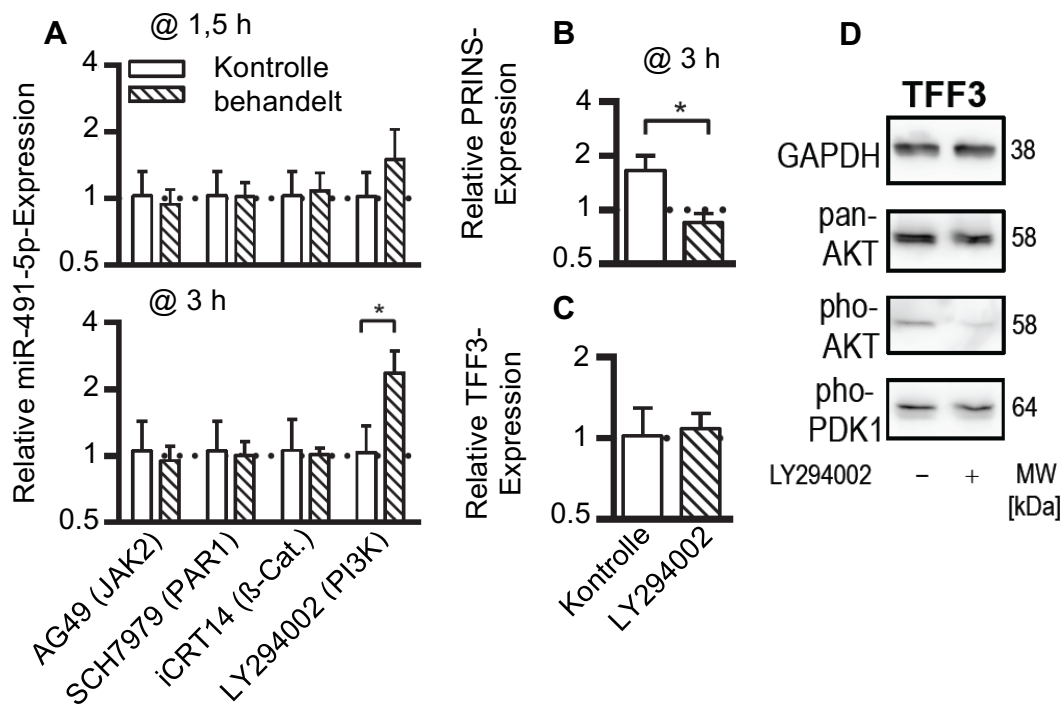 A
@ 1,5 h
Kontrolle
behandelt
Relative miR-491-5p-Expression
4
2
1
0.5
@ 3 h
*
4
2
1
0.5
AG49 (JAK2)
SCH7979 (PAR1)
iCRT14 (ß-Cat.)
LY294002 (PI3K)
B
@ 3 h
*
Relative PRINS-
Expression
4
2
1
0.5
C
Relative TFF3-
Expression
2
1
0.5
Kontrolle
LY294002
D
TFF3
GAPDH 38
pan-
AKT 58
pho-
AKT 58
pho-
PDK1 64
LY294002 − + MW
[kDa]